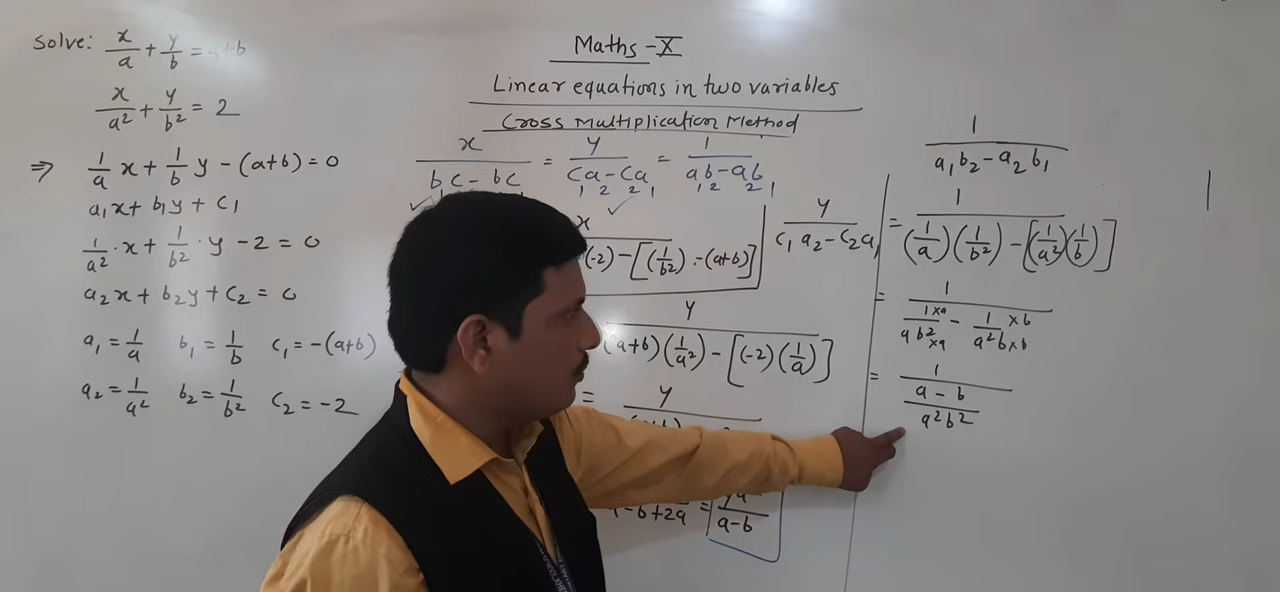 Solve: x/a + y/b = a+b
x/a² + y/b² = 2
⇒ 1/a x + 1/b y - (a+b) = 0
a₁x + b₁y + c₁
1/a² · x + 1/b² · y - 2 = 0
a₂x + b₂y + c₂ = 0
a₁ = 1/a b₁ = 1/b c₁ = -(a+b)
a₂ = 1/a² b₂ = 1/b² c₂ = -2
Maths - X
Linear equations in two variables
Cross Multiplication Method
x/(bc - bc) = y/(c₁a₂ - c₂a₁) = 1/(a₁b₂ - a₂b₁)
x
(-2) - [(1/b²) · -(a+b)]
y/(c₁a₂ - c₂a₁)
y/((a+b)(1/a²) - [(-2)(1/a)])
= y
-b+2a = ya²/(a-b)
1/(a₁b₂ - a₂b₁)
= 1/((1/a)(1/b²) - [(1/a²)(1/b)])
= 1/(1×a/ab²×a - 1×b/a²b×b)
= 1/((a-b)/a²b²)